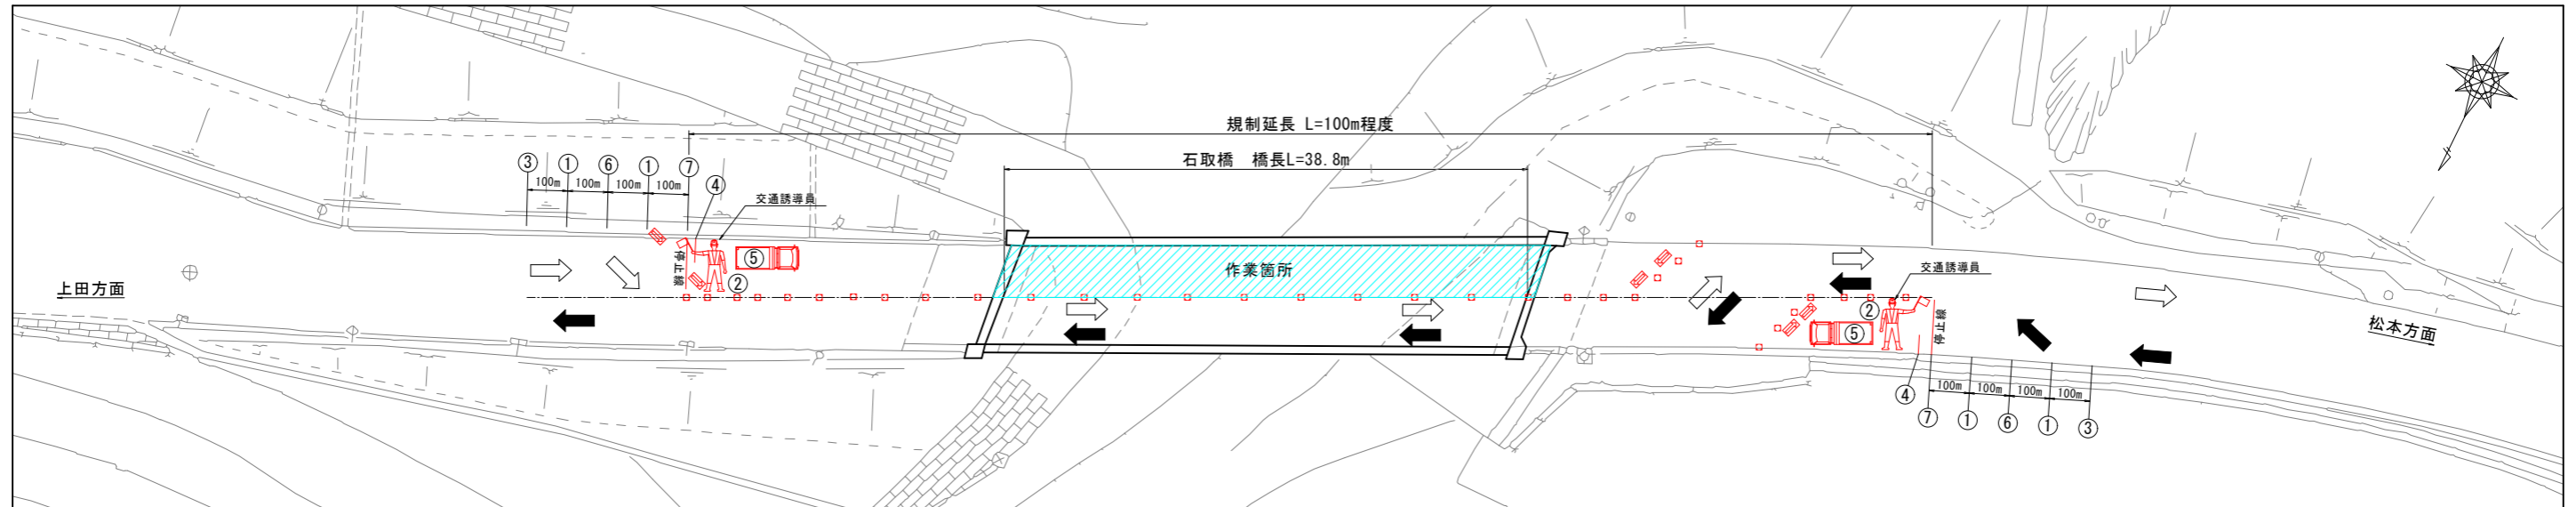 規制延長 L=100m程度
石取橋 橋長L=38.8m
③ ① ⑥ ① ⑦ ④
100m 100m 100m 100m
交通誘導員
停止線
⑤
②
作業箇所
上田方面
交通誘導員
②
⑤
停止線
松本方面
100m 100m 100m 100m
④ ⑦ ① ⑥ ① ③